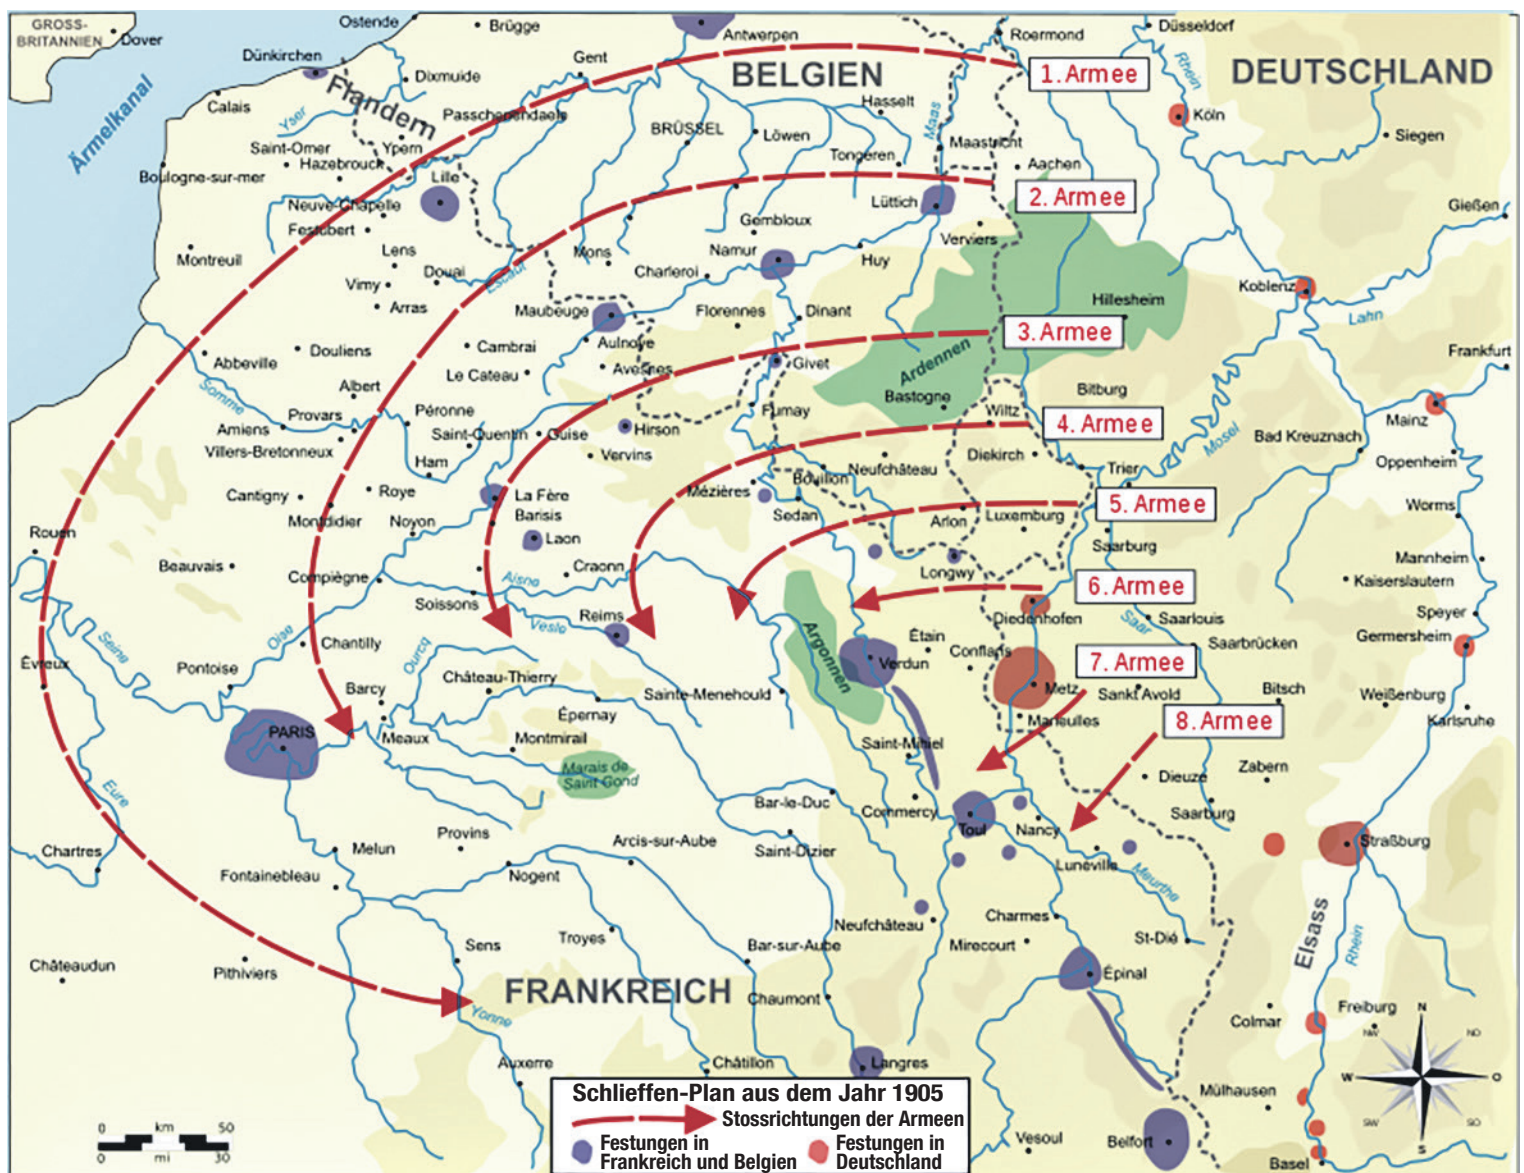 GROSS-
BRITANNIEN
Dover
Ostende
Brügge
Antwerpen
Roermond
Düsseldorf
Dünkirchen
Dixmuide
Gent
BELGIEN
1. Armee
Rhein
DEUTSCHLAND
Ärmelkanal
Calais
Flandern
Yser
Passchenendaele
Hasselt
Maas
Köln
BRÜSSEL
Löwen
Siegen
Saint-Omer
Ypern
Hazebrouck
Tongeren
Maastricht
Aachen
Boulogne-sur-mer
Lille
2. Armee
Neuve-Chapelle
Lüttich
Gießen
Festubert
Gembloux
Verviers
Montreuil
Lens
Mons
Namur
Huy
Vimy
Douai
Escaut
Charleroi
Koblenz
Arras
Maubeuge
Florennes
Dinant
Hillesheim
Lahn
3. Armee
Aulnoye
Abbeville
Douliens
Cambrai
Ardennen
Frankfurt
Le Cateau
Avesnes
Givet
Somme
Albert
Bastogne
Bitburg
Provars
Péronne
Fumay
Wiltz
Mainz
Amiens
Saint-Quentin
Guise
Hirson
4. Armee
Mosel
Bad Kreuznach
Villers-Bretonneux
Ham
Vervins
Neufchâteau
Diekirch
Trier
Oppenheim
Bouillon
Cantigny
Roye
La Fère
Mézières
5. Armee
Worms
Montdidier
Noyon
Barisis
Sedan
Arlon
Luxemburg
Rouen
Laon
Saarburg
Beauvais
Compiègne
Aisne
Craonn
Longwy
Mannheim
Kaiserslautern
6. Armee
Soissons
Reims
Vesle
Diedenhofen
Saar
Saarlouis
Speyer
Seine
Oise
Chantilly
Ourcq
Argonnen
Étain
Saarbrücken
Germersheim
Évreux
Pontoise
Château-Thierry
Verdun
Conflans
7. Armee
Barcy
Sainte-Menehould
Metz
Sankt Avold
Bitsch
Weißenburg
Épernay
Marieulles
8. Armee
Karlsruhe
PARIS
Meaux
Montmirail
Saint-Mihiel
Marais de
Saint Gond
Dieuze
Zabern
Eure
Bar-le-Duc
Commercy
Saarburg
Provins
Arcis-sur-Aube
Toul
Nancy
Chartres
Melun
Saint-Dizier
Luneville
Straßburg
Fontainebleau
Nogent
Meurthe
Neufchâteau
Charmes
Elsass
Rhein
Châteaudun
Pithiviers
Sens
Troyes
Bar-sur-Aube
Mirecourt
St-Dié
FRANKREICH
Chaumont
Épinal
Yonne
Colmar
Freiburg
N
NW
NO
Auxerre
Châtillon
Langres
W
O
Mülhausen
SW
SO
S
Schlieffen-Plan aus dem Jahr 1905
Stossrichtungen der Armeen
Festungen in
Frankreich und Belgien
Festungen in
Deutschland
0 km 50
0 mi 30
Vesoul
Belfort
Basel